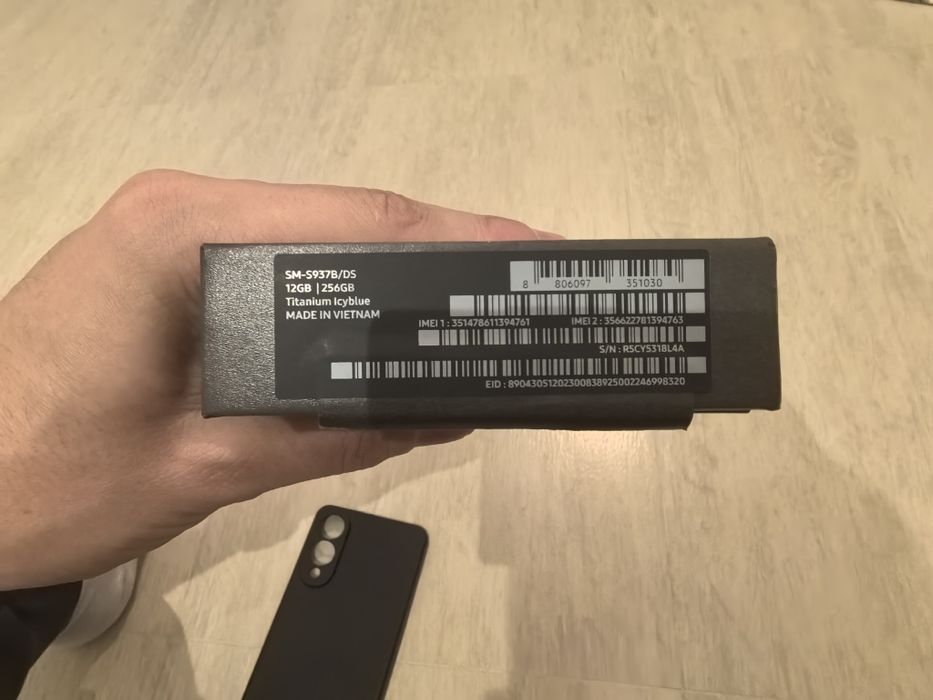 SM-S937B/DS
12GB | 256GB
Titanium Icyblue
MADE IN VIETNAM
8 806097 351030
IMEI 1 : 351478611394761 IMEI 2 : 356622781394763
S/N : R5CY5318L4A
EID : 89043051202300838925002246998320